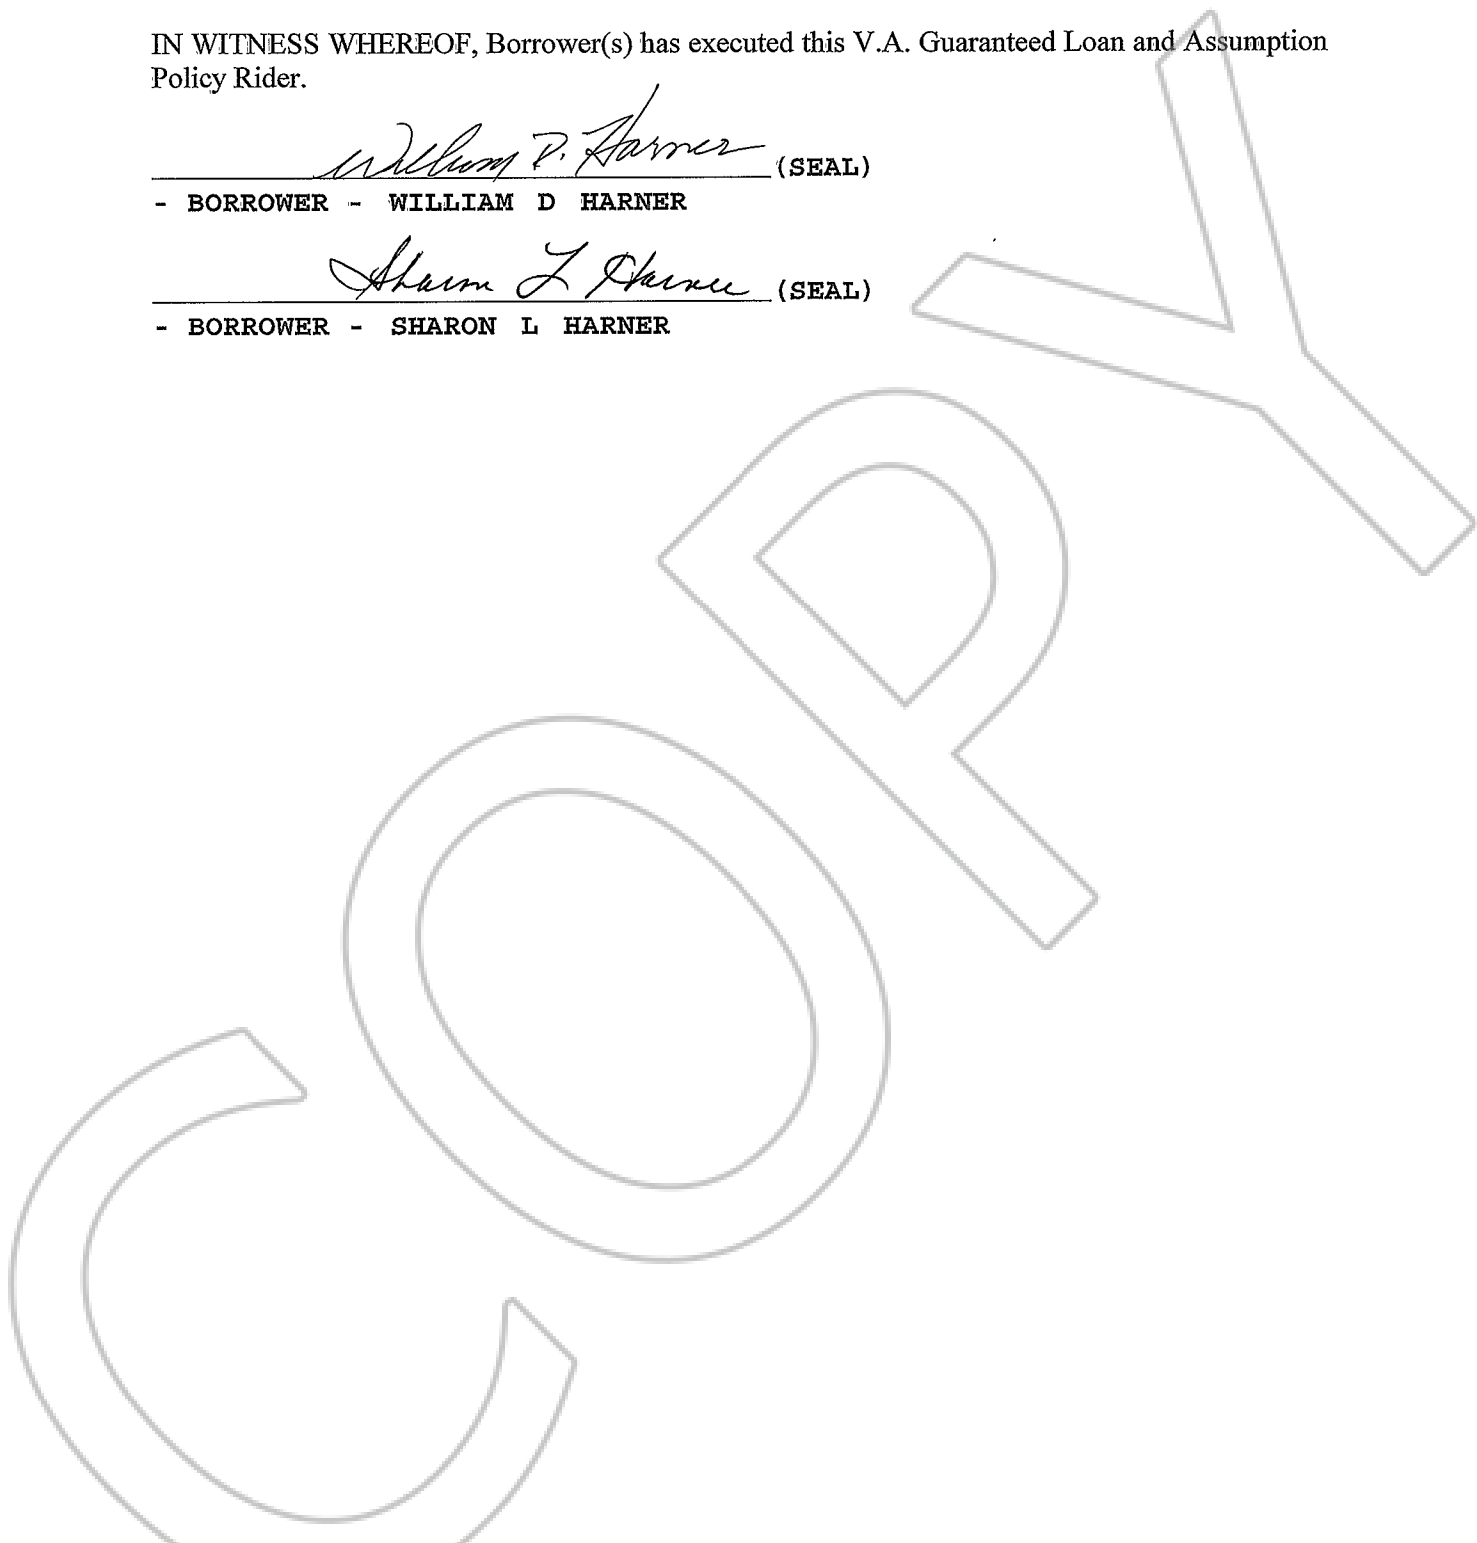 IN WITNESS WHEREOF, Borrower(s) has executed this V.A. Guaranteed Loan and Assumption
Policy Rider.
William D. Harner (SEAL)
- BORROWER - WILLIAM D HARNER
Sharon L Harner (SEAL)
- BORROWER - SHARON L HARNER
COPY